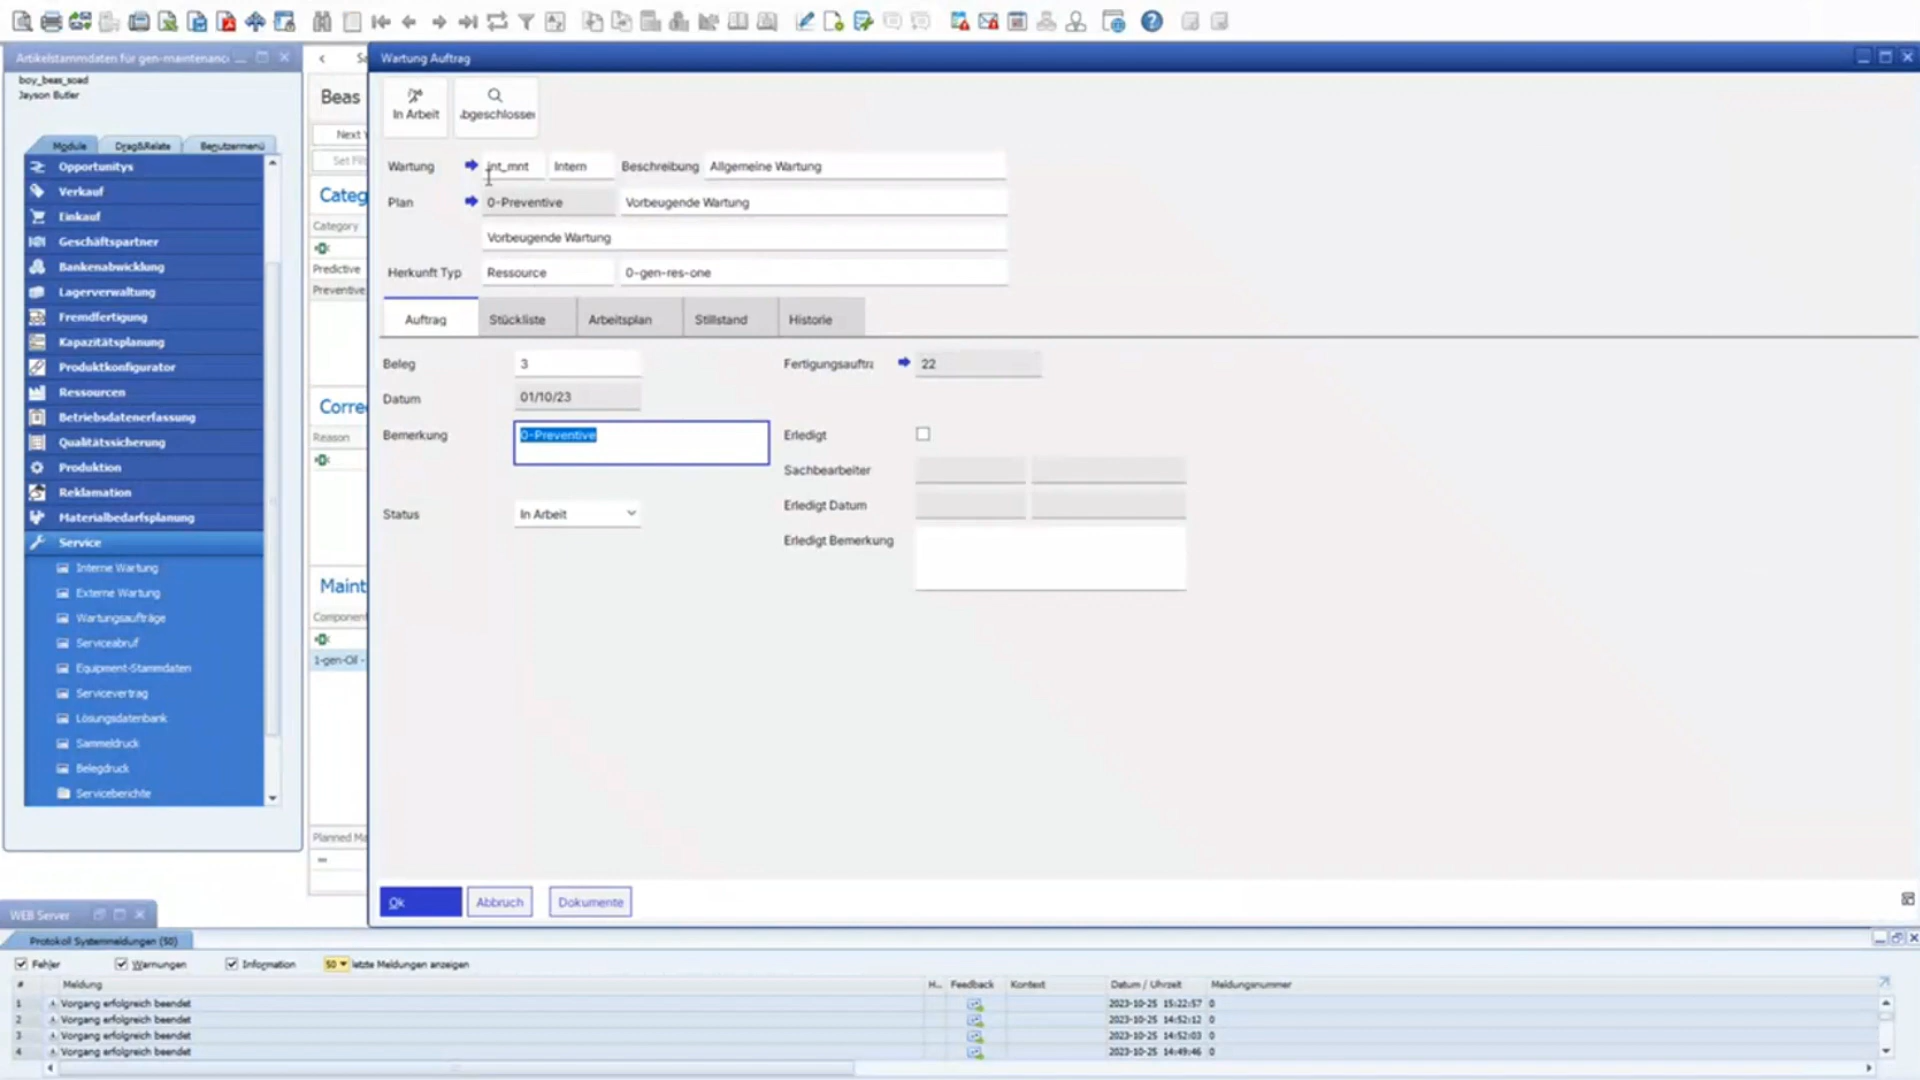 Artikelstammdaten für gen-maintenanc
boy_beas_soad
Jayson Butler
Module
Drag&Relate
Benutzermenü
Opportunitys
Verkauf
Einkauf
Geschäftspartner
Bankenabwicklung
Lagerverwaltung
Fremdfertigung
Kapazitätsplanung
Produktkonfigurator
Ressourcen
Betriebsdatenerfassung
Qualitätssicherung
Produktion
Reklamation
Materialbedarfsplanung
Service
Interne Wartung
Externe Wartung
Wartungsaufträge
Serviceabruf
Equipment-Stammdaten
Servicevertrag
Lösungsdatenbank
Sammeldruck
Belegdruck
Serviceberichte
Beas
Next
Set Filt
Categ
Category
Predictive
Preventive
Corre
Reason
Maint
Component
1-gen-Oil -
Planned Ma
Wartung Auftrag
In Arbeit
bgeschlossen
Wartung int_mnt Intern Beschreibung Allgemeine Wartung
Plan 0-Preventive Vorbeugende Wartung
Vorbeugende Wartung
Herkunft Typ Ressource 0-gen-res-one
Auftrag Stückliste Arbeitsplan Stillstand Historie
Beleg 3 Fertigungsauftra 22
Datum 01/10/23
Bemerkung 0-Preventive Erledigt
Sachbearbeiter
Erledigt Datum
Status In Arbeit
Erledigt Bemerkung
Ok Abbruch Dokumente
WEB Server
Protokoll Systemmeldungen (50)
Fehler Warnungen Information 50 letzte Meldungen anzeigen
# Meldung H... Feedback Kontext Datum / Uhrzeit Meldungsnummer
1 Vorgang erfolgreich beendet 2023-10-25 15:22:57 0
2 Vorgang erfolgreich beendet 2023-10-25 14:52:12 0
3 Vorgang erfolgreich beendet 2023-10-25 14:52:03 0
4 Vorgang erfolgreich beendet 2023-10-25 14:49:46 0